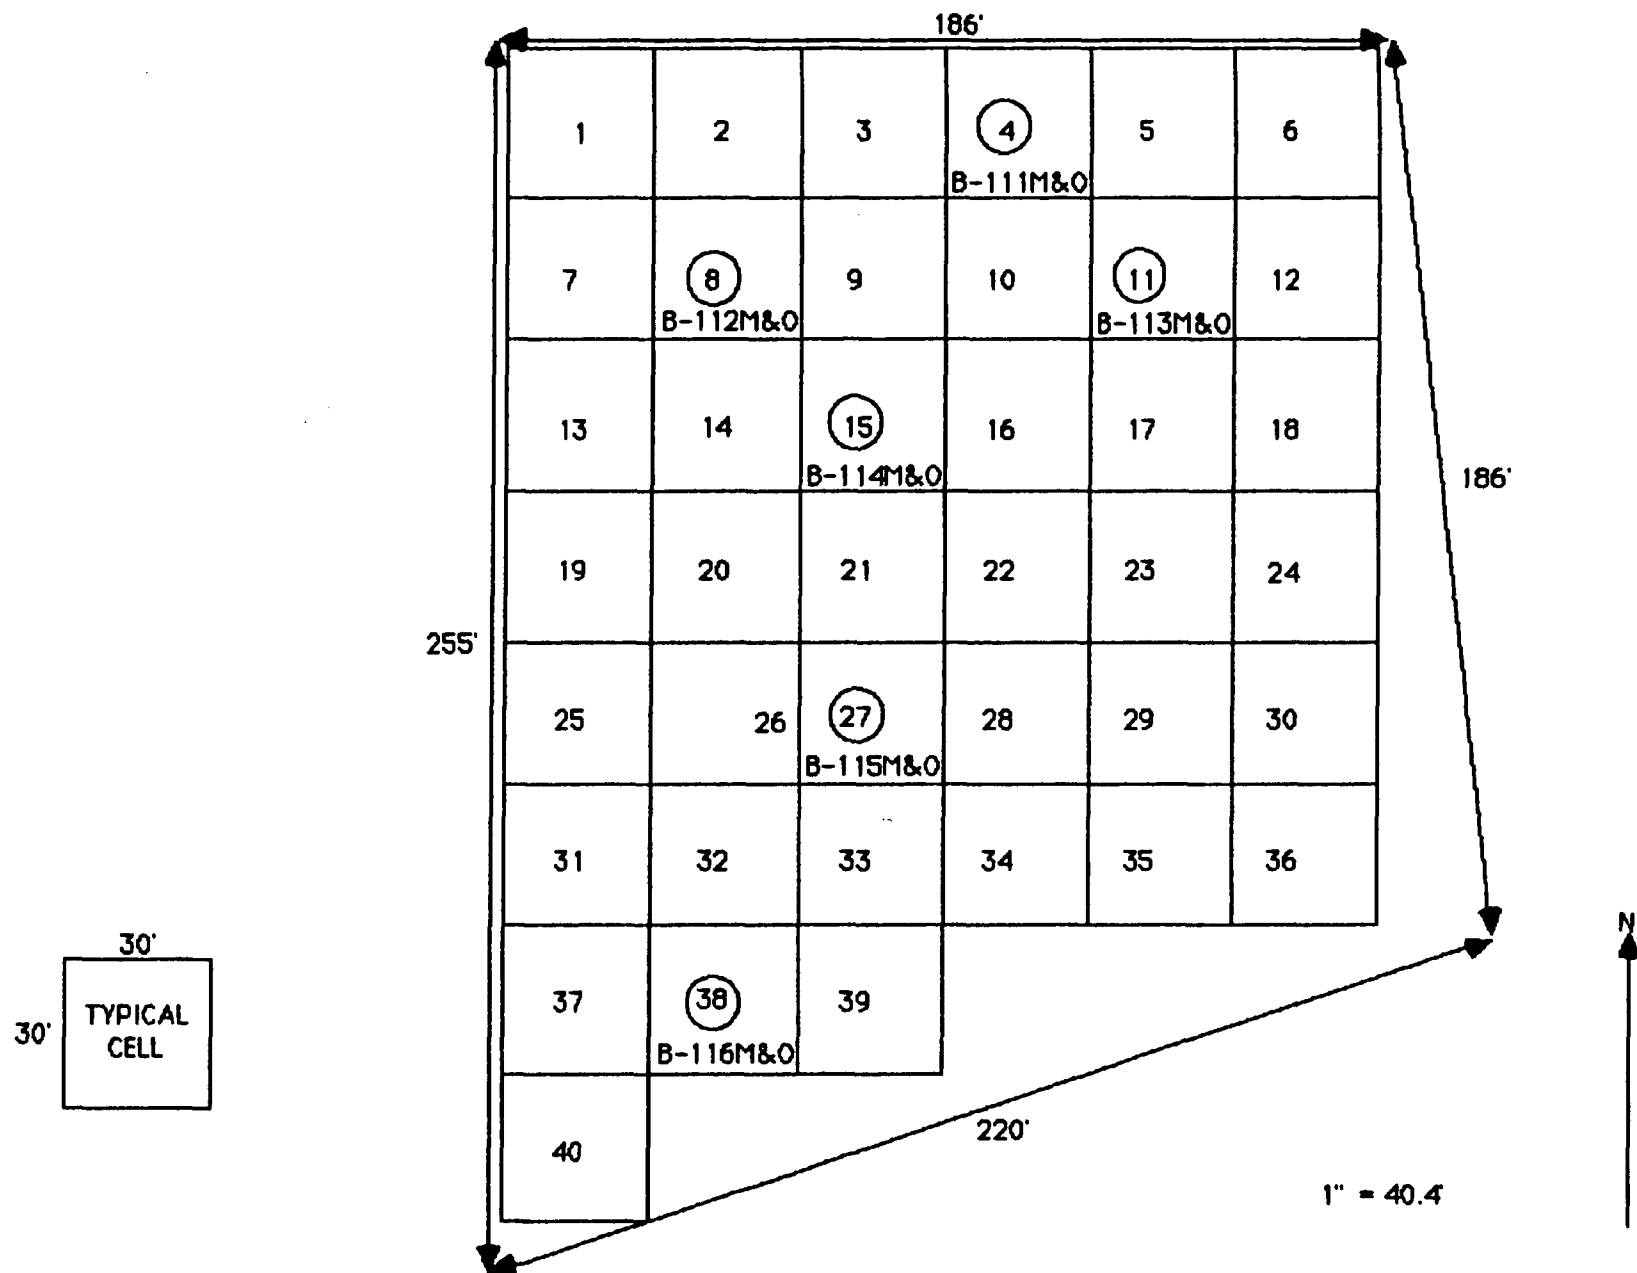 186'
1 2 3 4 5 6
B-111M&O
7 8 9 10 11 12
B-112M&O B-113M&O
13 14 15 16 17 18
B-114M&O
186'
19 20 21 22 23 24
255'
25 26 27 28 29 30
B-115M&O
31 32 33 34 35 36
N
30'
37 38 39
30' TYPICAL
CELL
B-116M&O
220'
40
1" = 40.4'